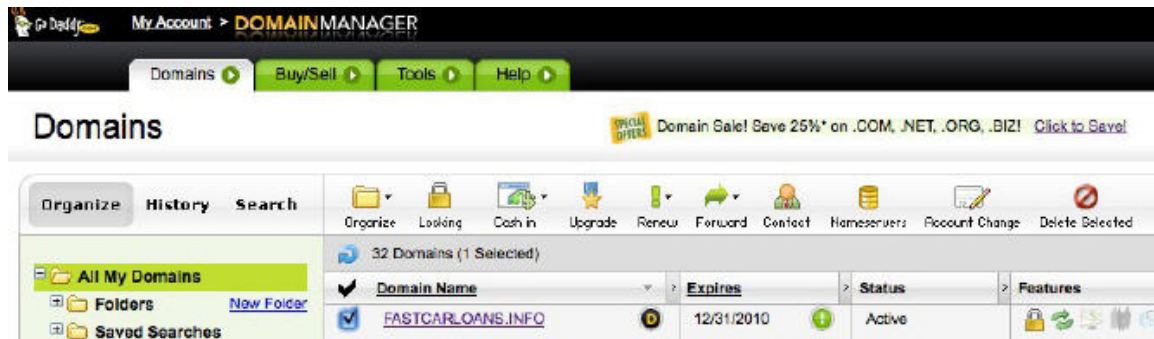 Go Daddy.com My Account > DOMAINMANAGER
Domains Buy/Sell Tools Help
Domains
SPECIAL OFFERS Domain Sale! Save 25%* on .COM, .NET, .ORG, .BIZ! Click to Save!
Organize History Search
Organize Locking Cash in Upgrade Renew Forward Contact Nameservers Account Change Delete Selected
32 Domains (1 Selected)
All My Domains
Domain Name Expires Status Features
Folders New Folder
FASTCARLOANS.INFO D 12/31/2010 Active
Saved Searches